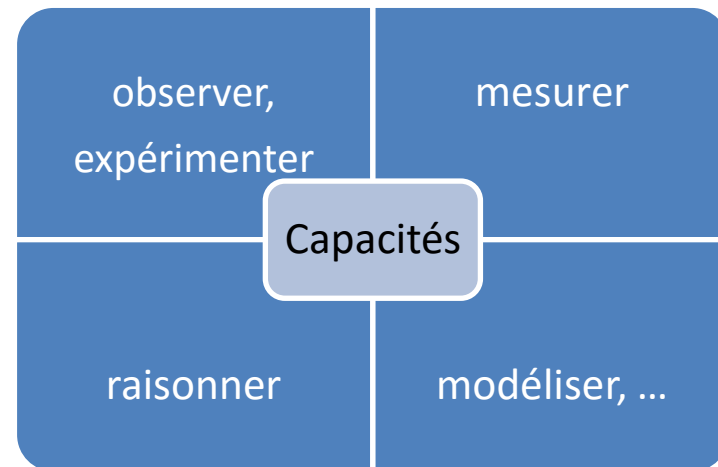 observer,
expérimenter
mesurer
Capacités
raisonner
modéliser, ...